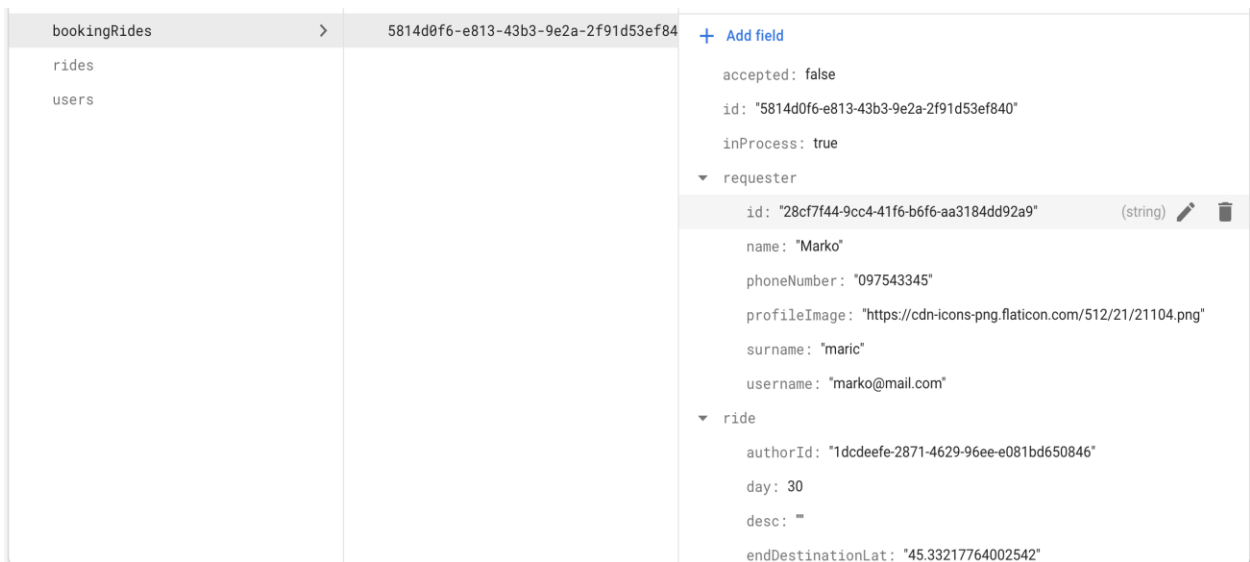 bookingRides
rides
users
5814d0f6-e813-43b3-9e2a-2f91d53ef84
Add field
accepted: false
id: "5814d0f6-e813-43b3-9e2a-2f91d53ef840"
inProcess: true
requester
id: "28cf7f44-9cc4-41f6-b6f6-aa3184dd92a9" (string)
name: "Marko"
phoneNumber: "097543345"
profileImage: "https://cdn-icons-png.flaticon.com/512/21/21104.png"
surname: "maric"
username: "marko@mail.com"
ride
authorId: "1dcdeefe-2871-4629-96ee-e081bd650846"
day: 30
desc: ""
endDestinationLat: "45.33217764002542"